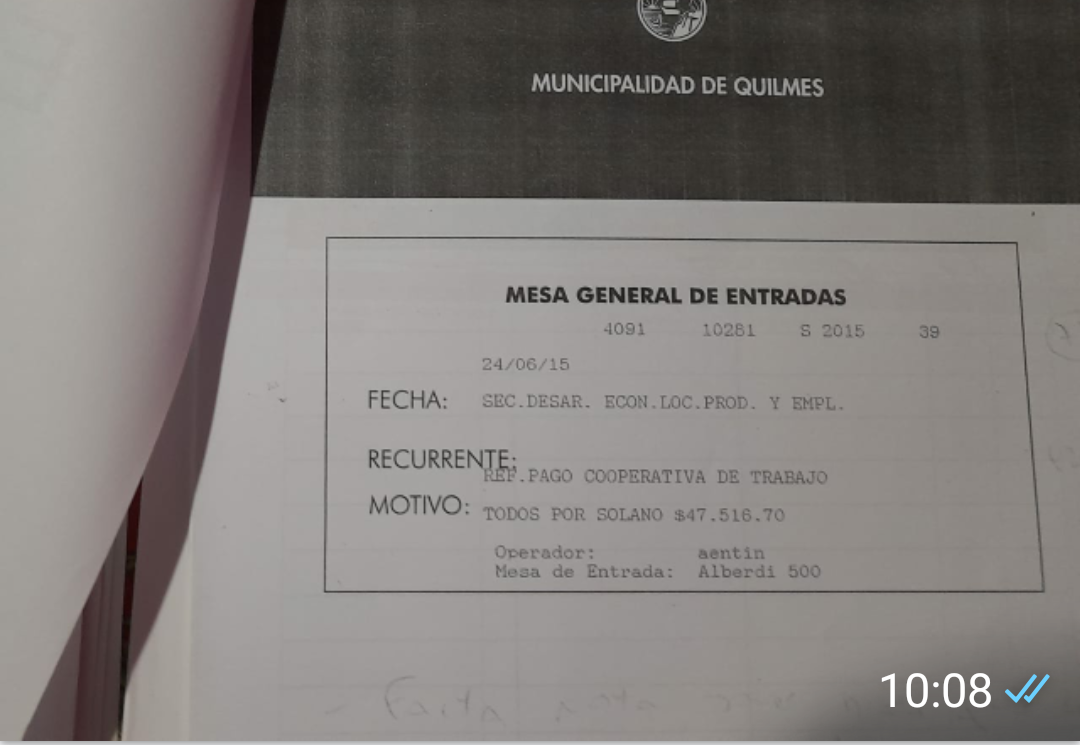 MUNICIPALIDAD DE QUILMES
MESA GENERAL DE ENTRADAS
4091 10281 S 2015 39
24/06/15
FECHA: SEC.DESAR. ECON.LOC.PROD. Y EMPL.
RECURRENTE:
REF.PAGO COOPERATIVA DE TRABAJO
MOTIVO: TODOS POR SOLANO $47.516.70
Operador: aentin
Mesa de Entrada: Alberdi 500
Falta nota
10:08